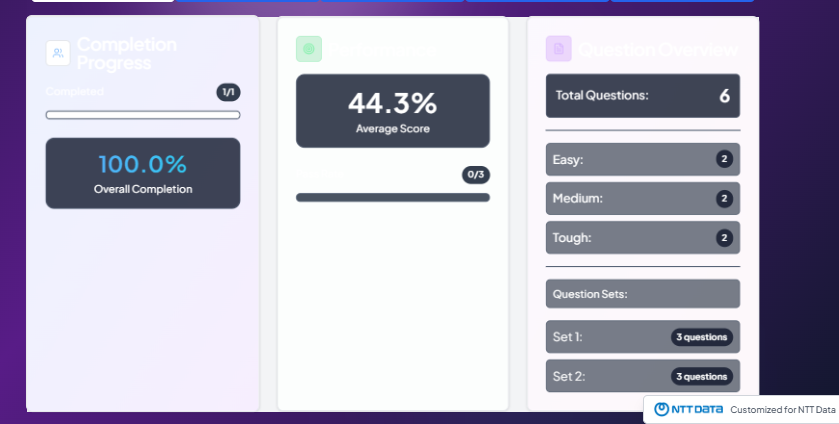 Completion
Progress
Completed
1/1
100.0%
Overall Completion
44.3%
Average Score
0/3
Question Overview
Total Questions: 6
Easy: 2
Medium: 2
Tough: 2
Question Sets:
Set 1: 3 questions
Set 2: 3 questions
NTT DATA Customized for NTT Data